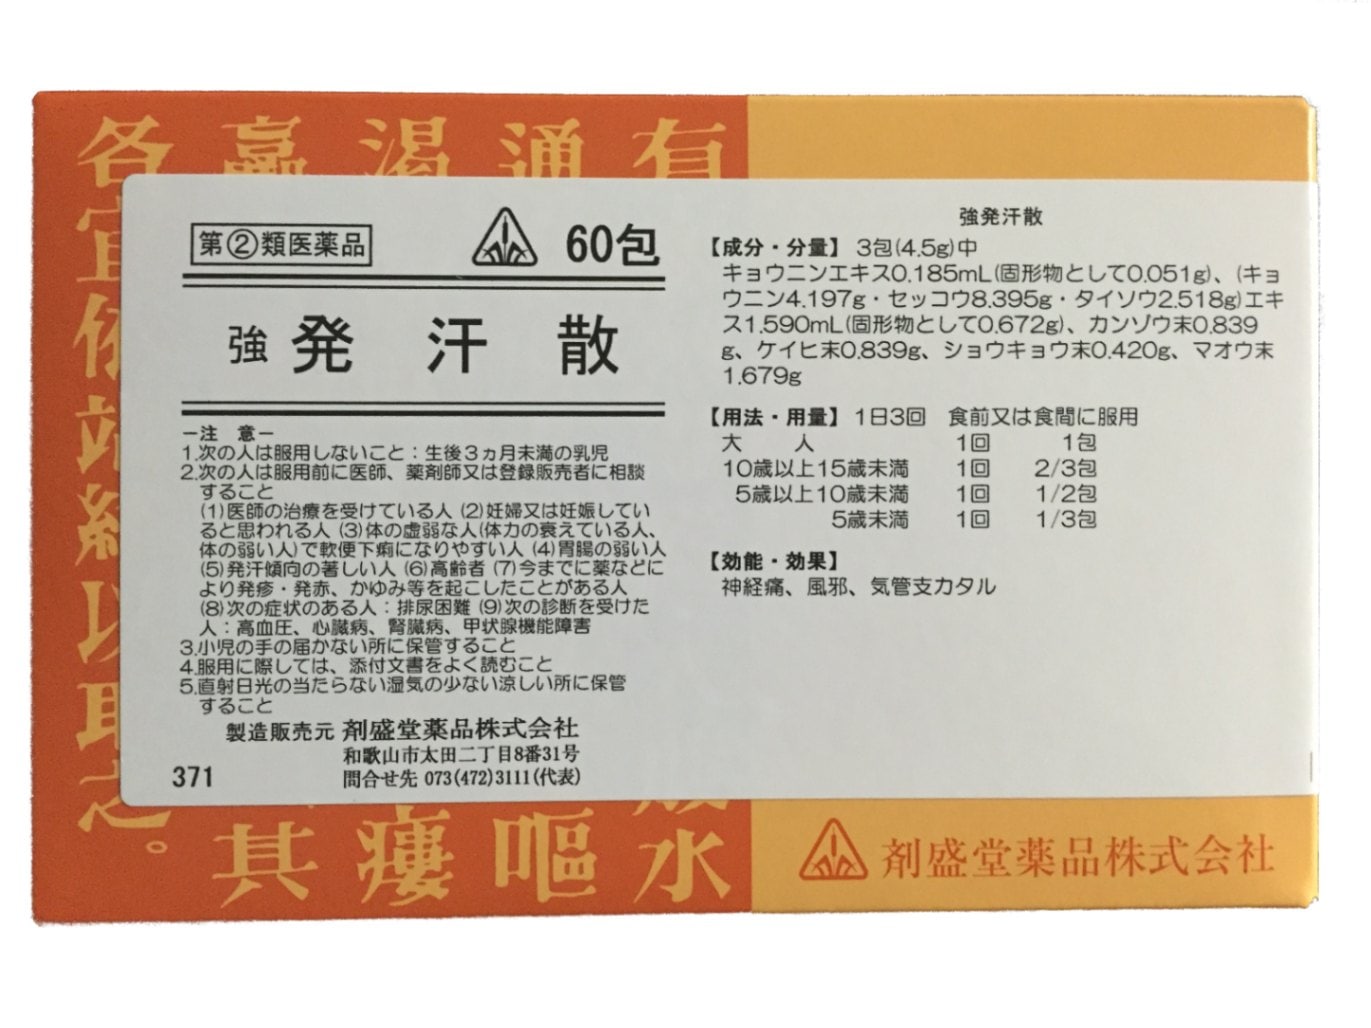 各 羸 渇 通 有
第②類医薬品
60包
強 発 汗 散
ー注 意ー
1.次の人は服用しないこと：生後3ヵ月未満の乳児
2.次の人は服用前に医師、薬剤師又は登録販売者に相談
すること
(1)医師の治療を受けている人 (2)妊婦又は妊娠してい
ると思われる人 (3)体の虚弱な人(体力の衰えている人、
体の弱い人)で軟便下痢になりやすい人 (4)胃腸の弱い人
(5)発汗傾向の著しい人 (6)高齢者 (7)今までに薬などに
より発疹・発赤、かゆみ等を起こしたことがある人
(8)次の症状のある人：排尿困難 (9)次の診断を受けた
人：高血圧、心臓病、腎臓病、甲状腺機能障害
3.小児の手の届かない所に保管すること
4.服用に際しては、添付文書をよく読むこと
5.直射日光の当たらない湿気の少ない涼しい所に保管
すること
製造販売元 剤盛堂薬品株式会社
和歌山市太田二丁目8番31号
371
問合せ先 073(472)3111(代表)
強発汗散
【成分・分量】 3包(4.5g)中
キョウニンエキス0.185mL(固形物として0.051g)、(キョ
ウニン4.197g・セッコウ8.395g・タイソウ2.518g)エキ
ス1.590mL(固形物として0.672g)、カンゾウ末0.839
g、ケイヒ末0.839g、ショウキョウ末0.420g、マオウ末
1.679g
【用法・用量】 1日3回 食前又は食間に服用
大 人 1回 1包
10歳以上15歳未満 1回 2/3包
5歳以上10歳未満 1回 1/2包
5歳未満 1回 1/3包
【効能・効果】
神経痛、風邪、気管支カタル
其 瘻 嘔 水
剤盛堂薬品株式会社